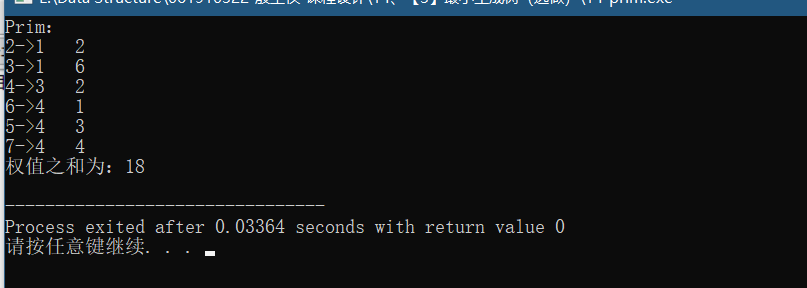 Prim:
2->1   2
3->1   6
4->3   2
6->4   1
5->4   3
7->4   4
权值之和为：18
--------------------------------
Process exited after 0.03364 seconds with return value 0
请按任意键继续. . .